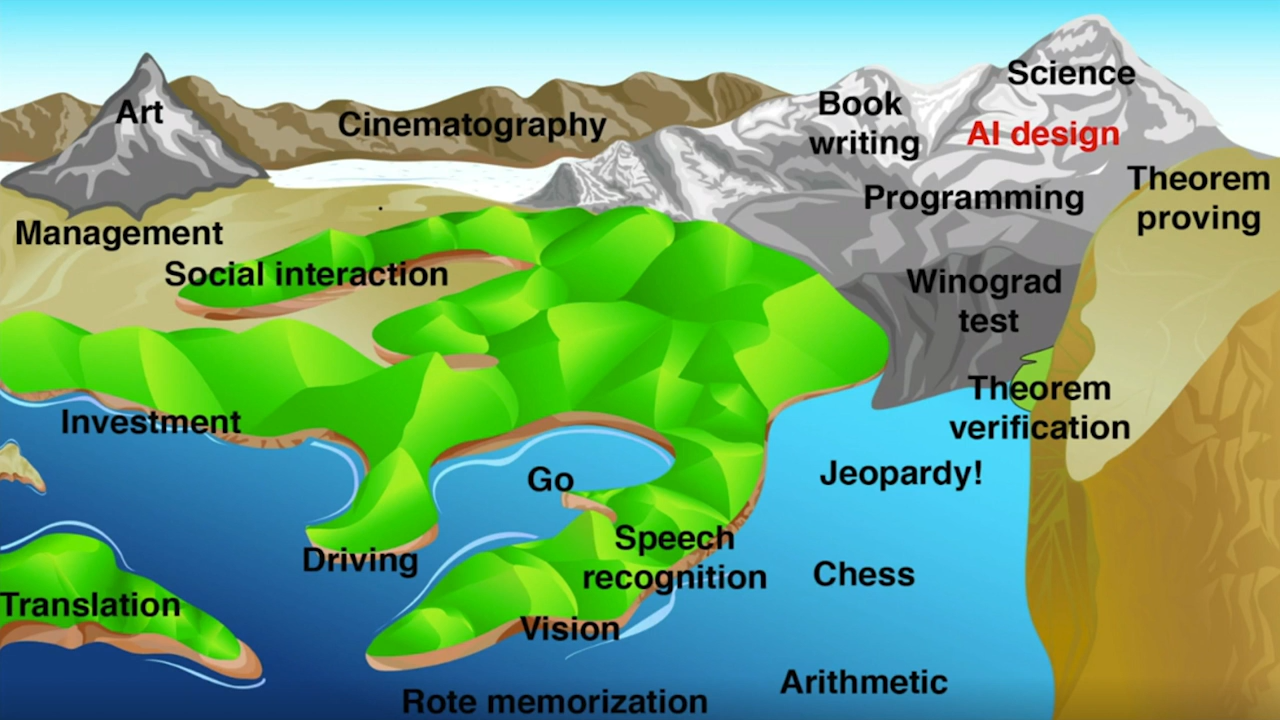 Science
Book
writing
Art
Cinematography
AI design
Theorem
proving
Programming
Management
Social interaction
Winograd
test
Theorem
verification
Investment
Jeopardy!
Go
Speech
recognition
Driving
Chess
Translation
Vision
Arithmetic
Rote memorization